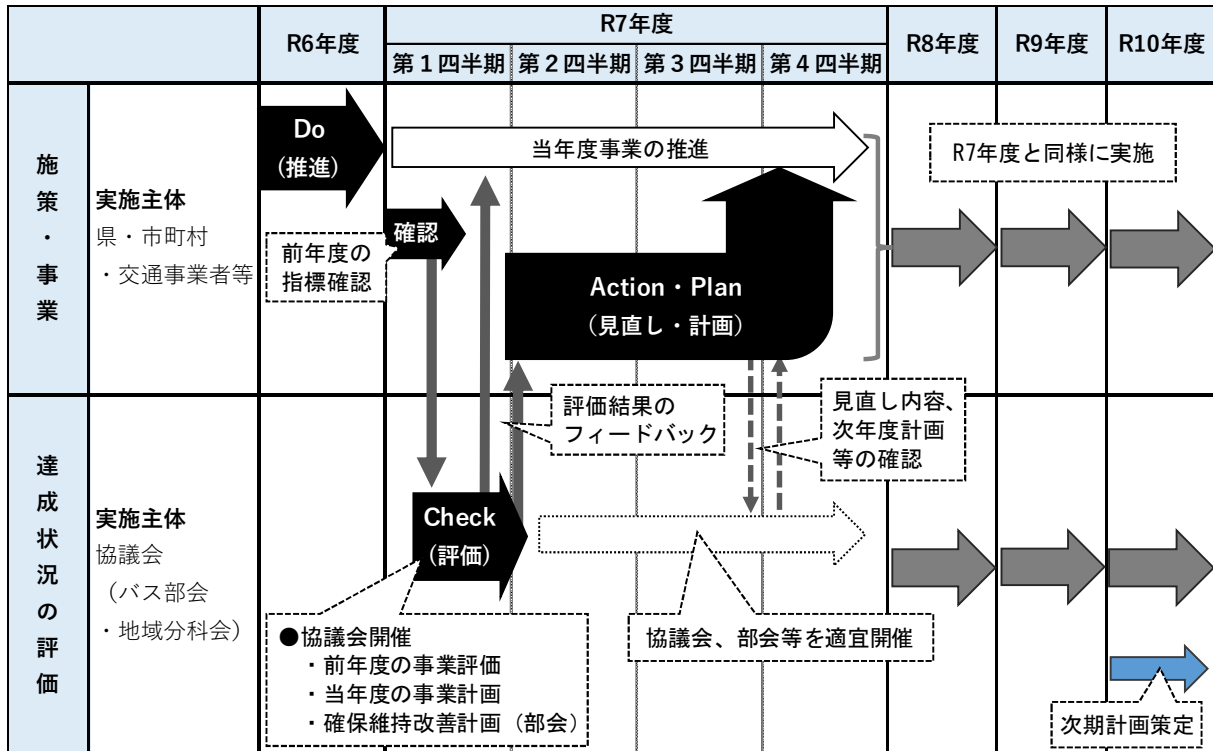 R6年度
R7年度
R8年度
R9年度
R10年度
第1四半期
第2四半期
第3四半期
第4四半期
施策・事業
実施主体
県・市町村
・交通事業者等
Do
(推進)
当年度事業の推進
R7年度と同様に実施
確認
前年度の
指標確認
Action・Plan
(見直し・計画)
評価結果の
フィードバック
見直し内容、
次年度計画
等の確認
達成状況の評価
実施主体
協議会
（バス部会
・地域分科会）
Check
(評価)
●協議会開催
・前年度の事業評価
・当年度の事業計画
・確保維持改善計画（部会）
協議会、部会等を適宜開催
次期計画策定